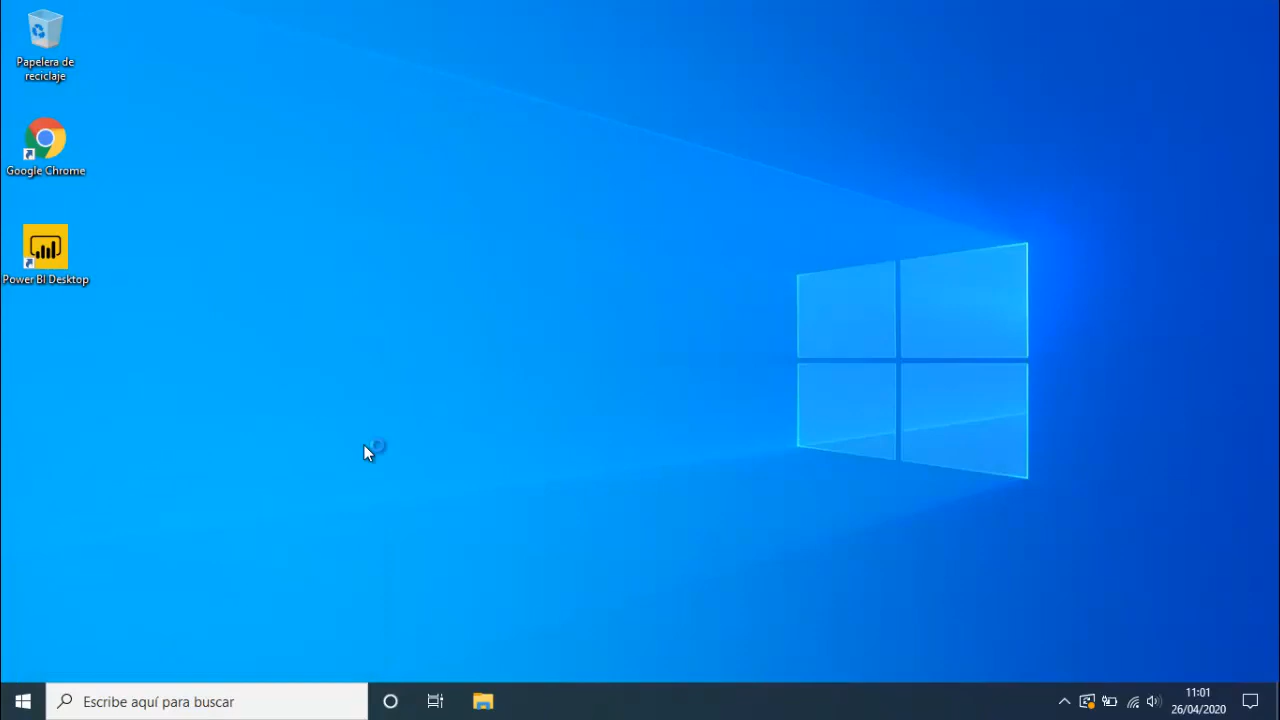 Papelera de
reciclaje
Google Chrome
Power BI Desktop
Escribe aquí para buscar
11:01
26/04/2020